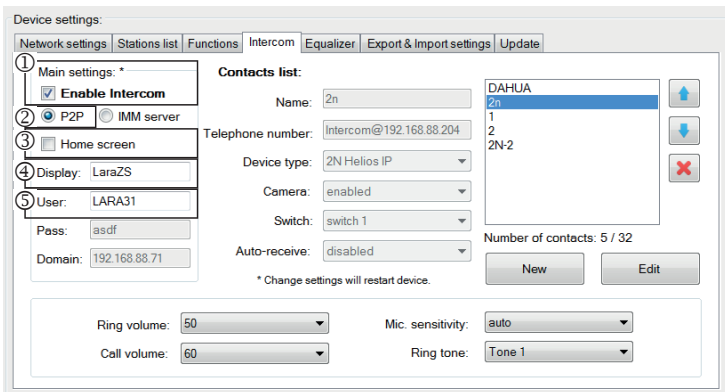 Device settings:
Network settings Stations list Functions Intercom Equalizer Export & Import settings Update
① Main settings: *
Enable Intercom
② P2P IMM server
③ Home screen
④ Display: LaraZS
⑤ User: LARA31
Pass: asdf
Domain: 192.168.88.71
Contacts list:
Name: 2n
Telephone number: Intercom@192.168.88.204
Device type: 2N Helios IP
Camera: enabled
Switch: switch 1
Auto-receive: disabled
* Change settings will restart device.
DAHUA
2n
1
2
2N-2
Number of contacts: 5 / 32
New Edit
Ring volume: 50 Mic. sensitivity: auto
Call volume: 60 Ring tone: Tone 1